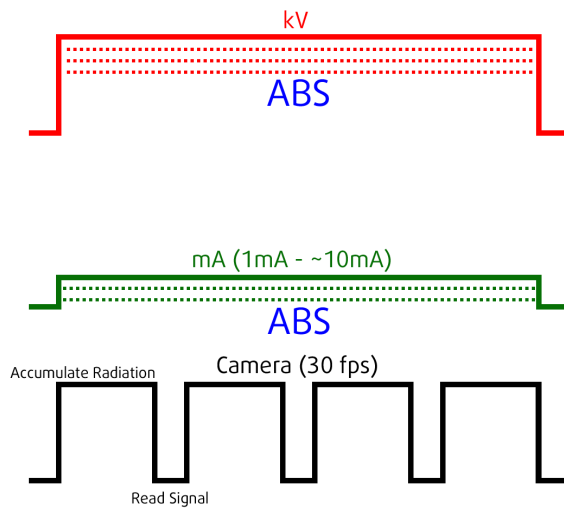 kV
ABS
mA (1mA - ~10mA)
ABS
Camera (30 fps)
Accumulate Radiation
Read Signal